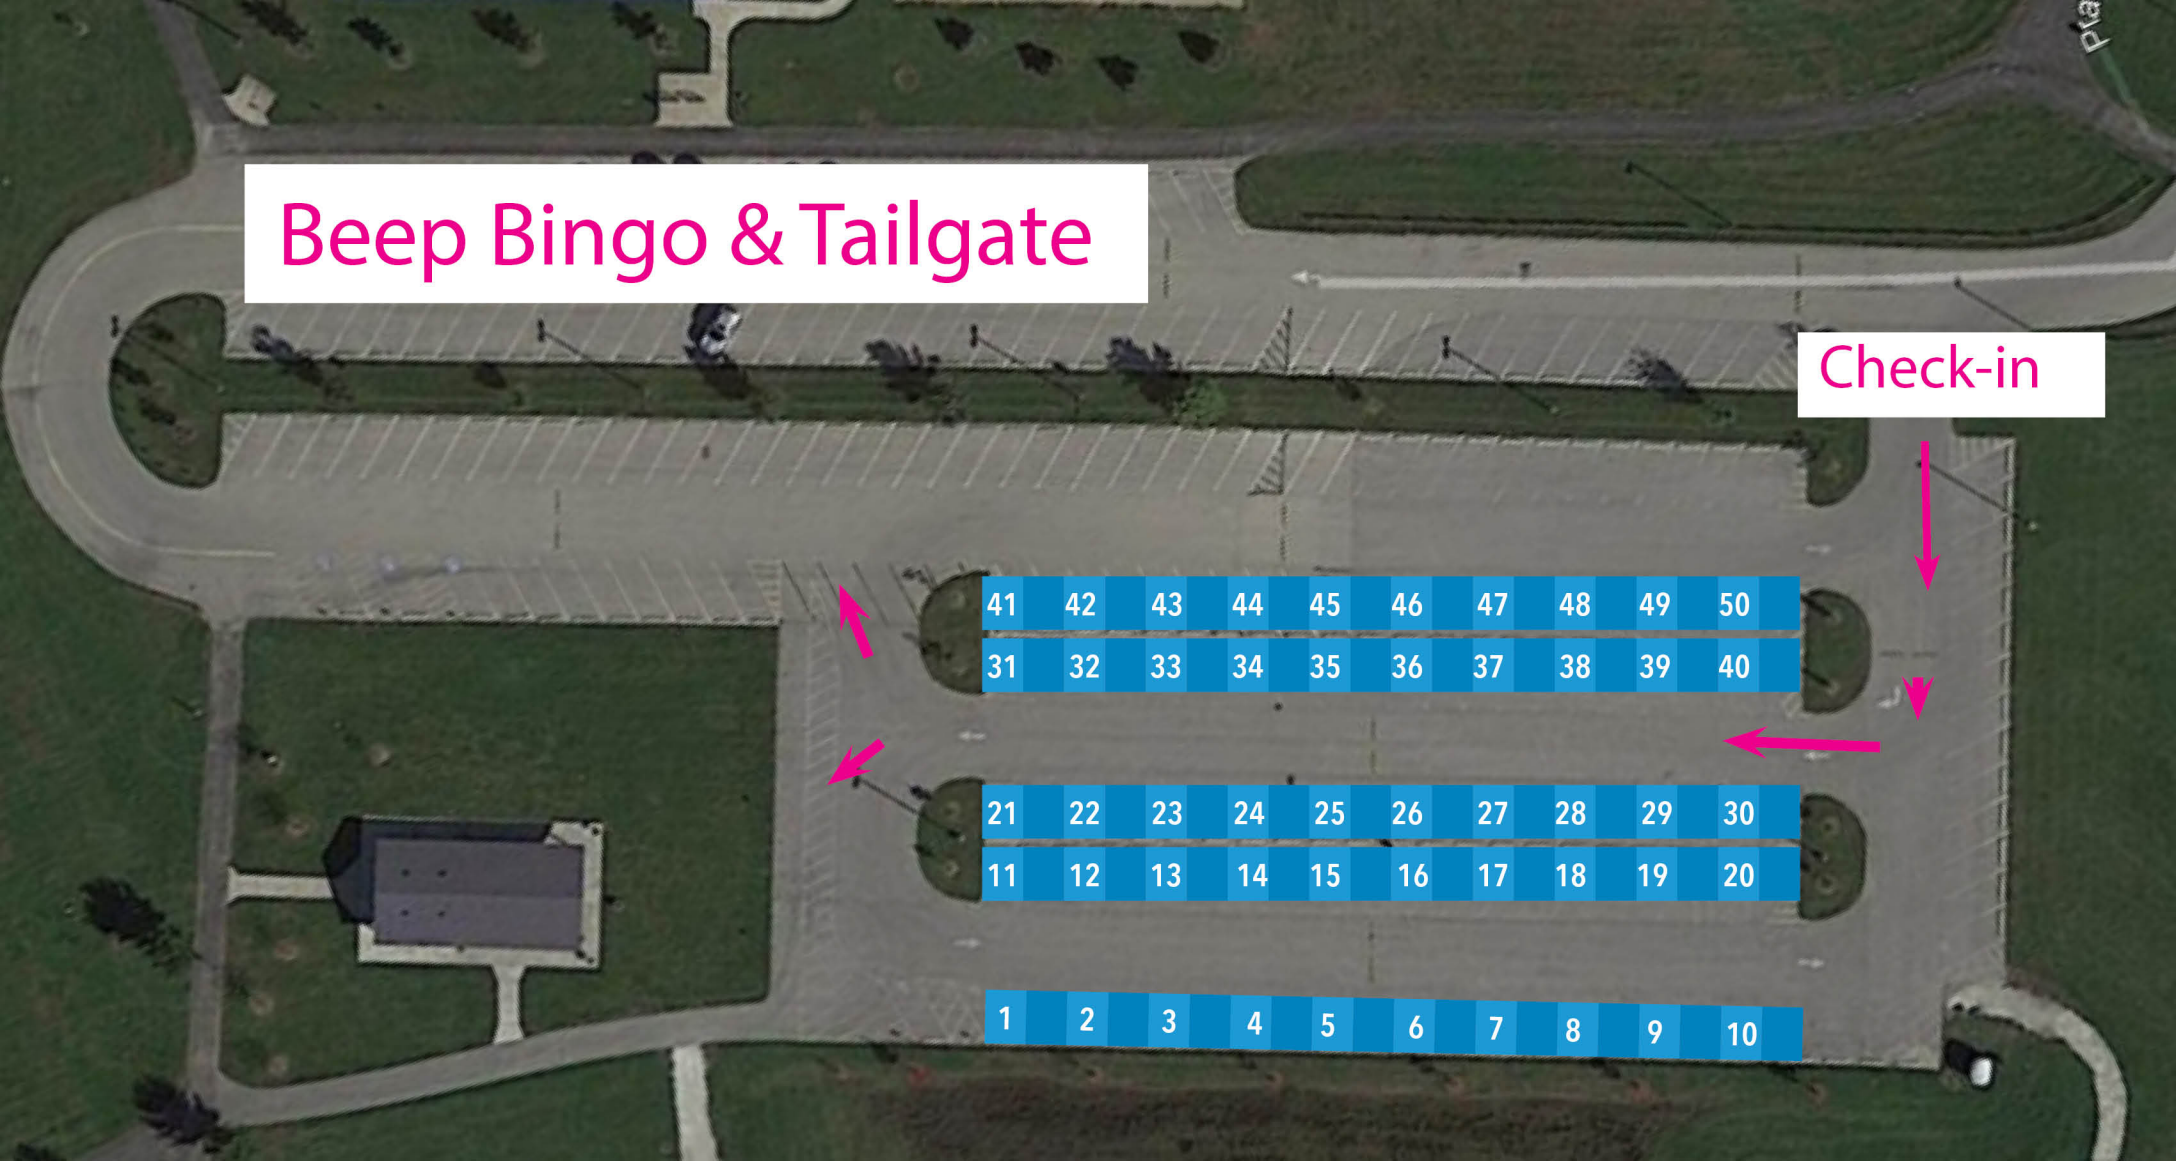 Pla
Beep Bingo & Tailgate
Check-in
41 42 43 44 45 46 47 48 49 50
31 32 33 34 35 36 37 38 39 40
21 22 23 24 25 26 27 28 29 30
11 12 13 14 15 16 17 18 19 20
1 2 3 4 5 6 7 8 9 10